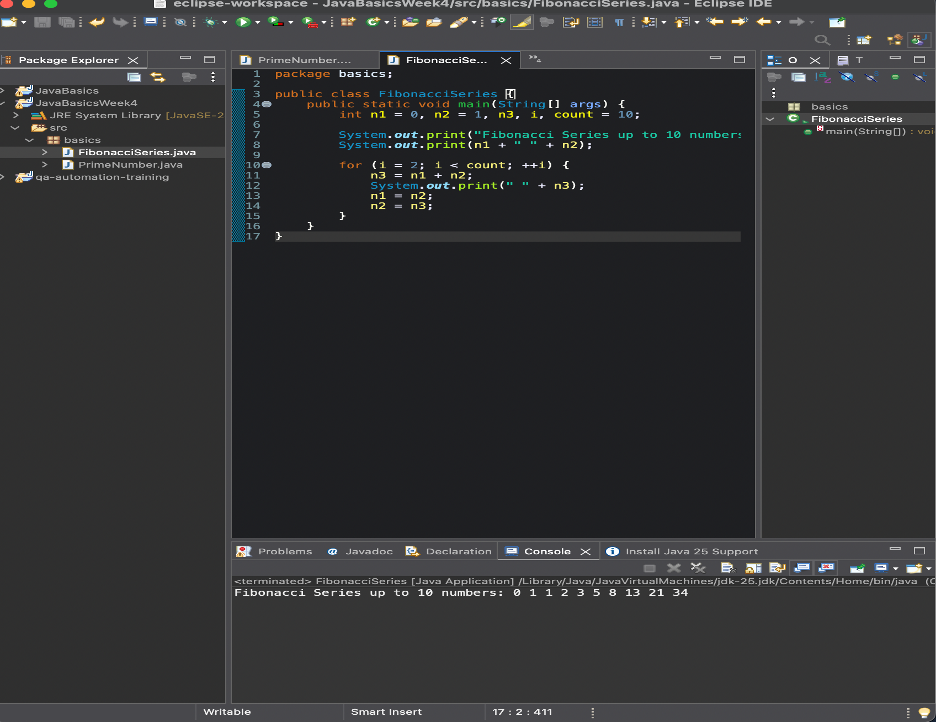 eclipse-workspace - JavaBasicsWeek4/src/basics/FibonacciSeries.java - Eclipse IDE
Package Explorer
JavaBasics
JavaBasicsWeek4
JRE System Library [JavaSE-2
src
basics
FibonacciSeries.java
PrimeNumber.java
qa-automation-training
PrimeNumber....
FibonacciSe...
1 package basics;
2
3 public class FibonacciSeries {
4 public static void main(String[] args) {
5 int n1 = 0, n2 = 1, n3, i, count = 10;
6
7 System.out.print("Fibonacci Series up to 10 numbers:
8 System.out.print(n1 + " " + n2);
9
10 for (i = 2; i < count; ++i) {
11 n3 = n1 + n2;
12 System.out.print(" " + n3);
13 n1 = n2;
14 n2 = n3;
15 }
16 }
17 }
O
T
basics
FibonacciSeries
main(String[]) : voi
Problems
Javadoc
Declaration
Console
Install Java 25 Support
<terminated> FibonacciSeries [Java Application] /Library/Java/JavaVirtualMachines/jdk-25.jdk/Contents/Home/bin/java (
Fibonacci Series up to 10 numbers: 0 1 1 2 3 5 8 13 21 34
Writable
Smart Insert
17 : 2 : 411